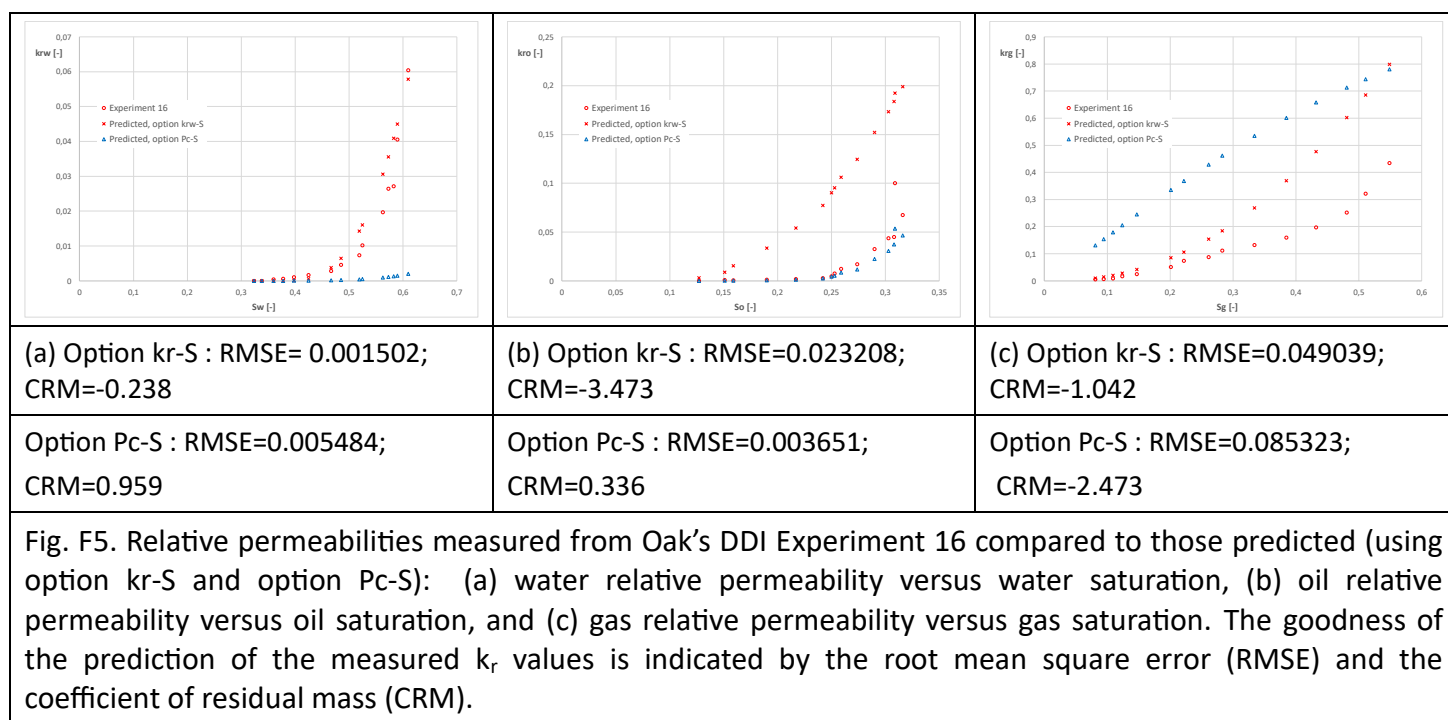 krw [-]
0,07
0,06
0,05
0,04
0,03
0,02
0,01
0
0
0,1
0,2
0,3
0,4
0,5
0,6
0,7
Sw [-]
Experiment 16
Predicted, option krw-S
Predicted, option Pc-S
kro [-]
0,25
0,2
0,15
0,1
0,05
0
0
0,05
0,1
0,15
0,2
0,25
0,3
0,35
So [-]
Experiment 16
Predicted, option krw-S
Predicted, option Pc-S
krg [-]
0,9
0,8
0,7
0,6
0,5
0,4
0,3
0,2
0,1
0
0
0,1
0,2
0,3
0,4
0,5
0,6
Sg [-]
Experiment 16
Predicted, option krw-S
Predicted, option Pc-S
(a) Option kr-S : RMSE= 0.001502;
CRM=-0.238
(b) Option kr-S : RMSE=0.023208;
CRM=-3.473
(c) Option kr-S : RMSE=0.049039;
CRM=-1.042
Option Pc-S : RMSE=0.005484;
CRM=0.959
Option Pc-S : RMSE=0.003651;
CRM=0.336
Option Pc-S : RMSE=0.085323;
CRM=-2.473
Fig. F5. Relative permeabilities measured from Oak's DDI Experiment 16 compared to those predicted (using
option kr-S and option Pc-S): (a) water relative permeability versus water saturation, (b) oil relative
permeability versus oil saturation, and (c) gas relative permeability versus gas saturation. The goodness of
the prediction of the measured kr values is indicated by the root mean square error (RMSE) and the
coefficient of residual mass (CRM).